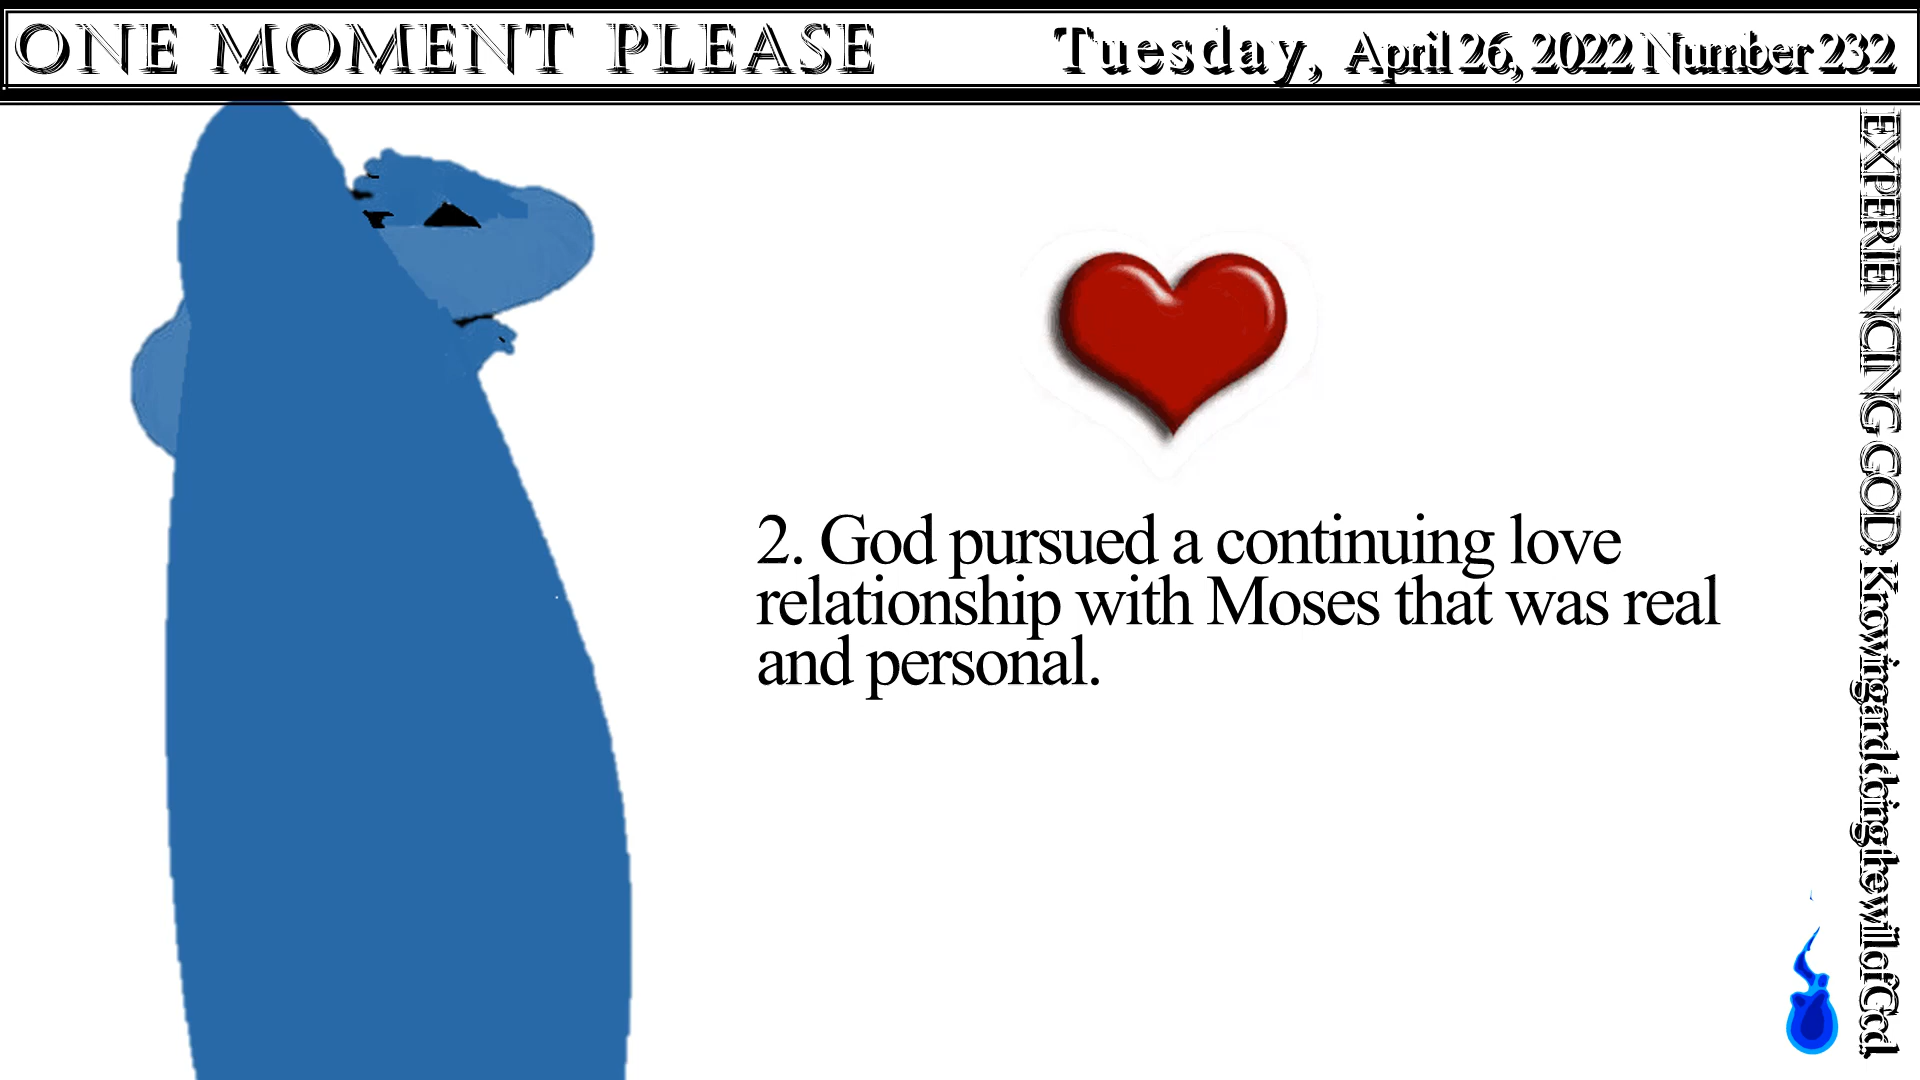 ONE MOMENT PLEASE
Tuesday, April 26, 2022 Number 232
2. God pursued a continuing love
relationship with Moses that was real
and personal.
EXPERIENCING GOD: Knowing and doing the will of God.